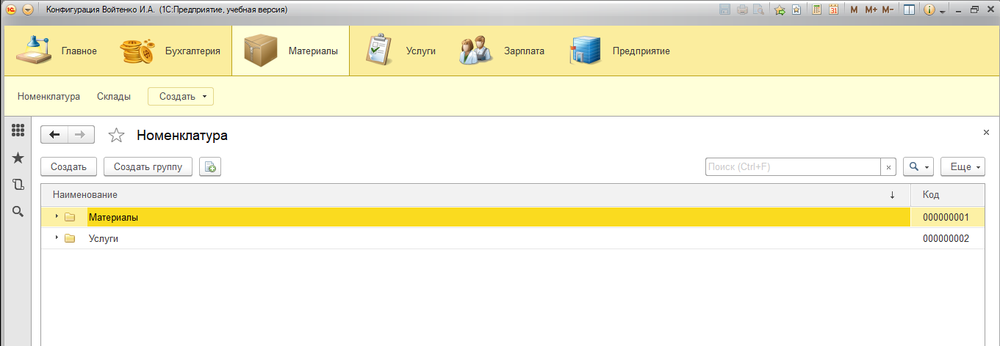 Конфигурация Войтенко И.А. (1С:Предприятие, учебная версия)
31 M M+ M-
Главное Бухгалтерия Материалы Услуги Зарплата Предприятие
Номенклатура Склады Создать
Номенклатура
Создать Создать группу Поиск (Ctrl+F) × Еще
Наименование ↓ Код
Материалы 000000001
Услуги 000000002